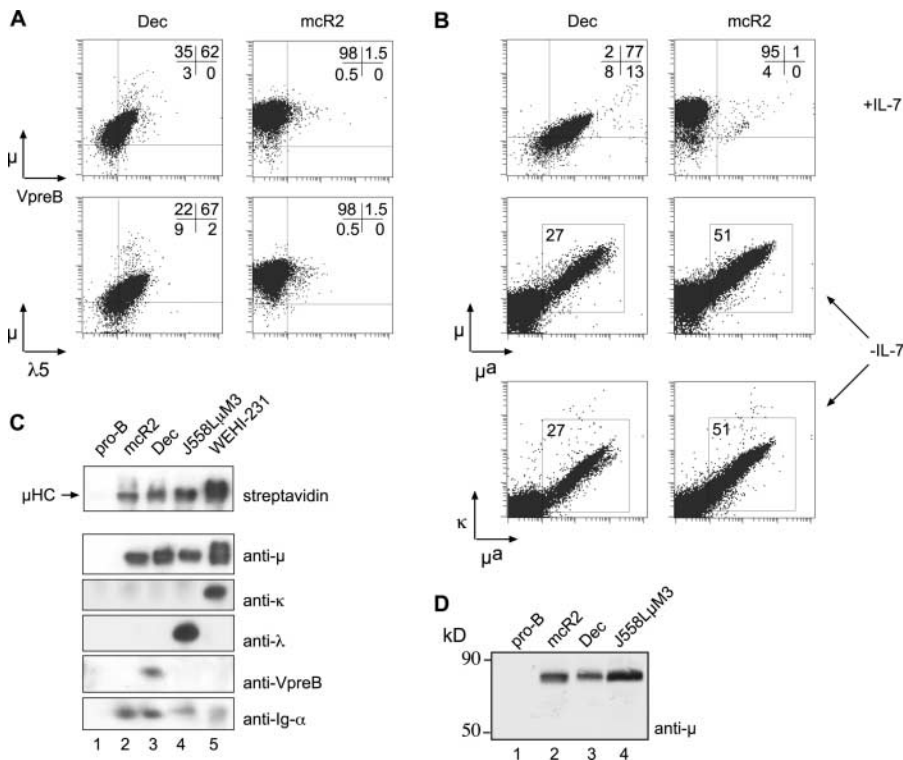 A
Dec
mcR2
35 62
3 0
98 1.5
0.5 0
μ
VpreB
22 67
9 2
98 1.5
0.5 0
μ
λ5
B
Dec
mcR2
2 77
8 13
95 1
4 0
+IL-7
27
51
μ
μa
-IL-7
27
51
κ
μa
C
pro-B
mcR2
Dec
J558LμM3
WEHI-231
μHC
streptavidin
anti-μ
anti-κ
anti-λ
anti-VpreB
anti-Ig-α
1 2 3 4 5
D
pro-B
mcR2
Dec
J558LμM3
kD
90
50
anti-μ
1 2 3 4